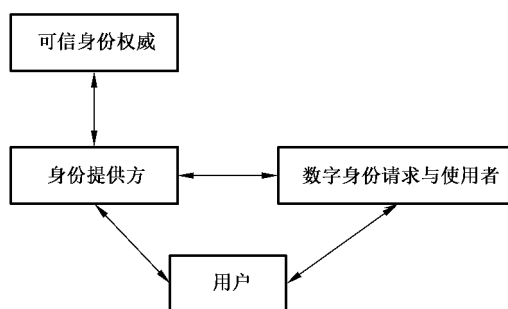 可信身份权威
身份提供方
数字身份请求与使用者
用户